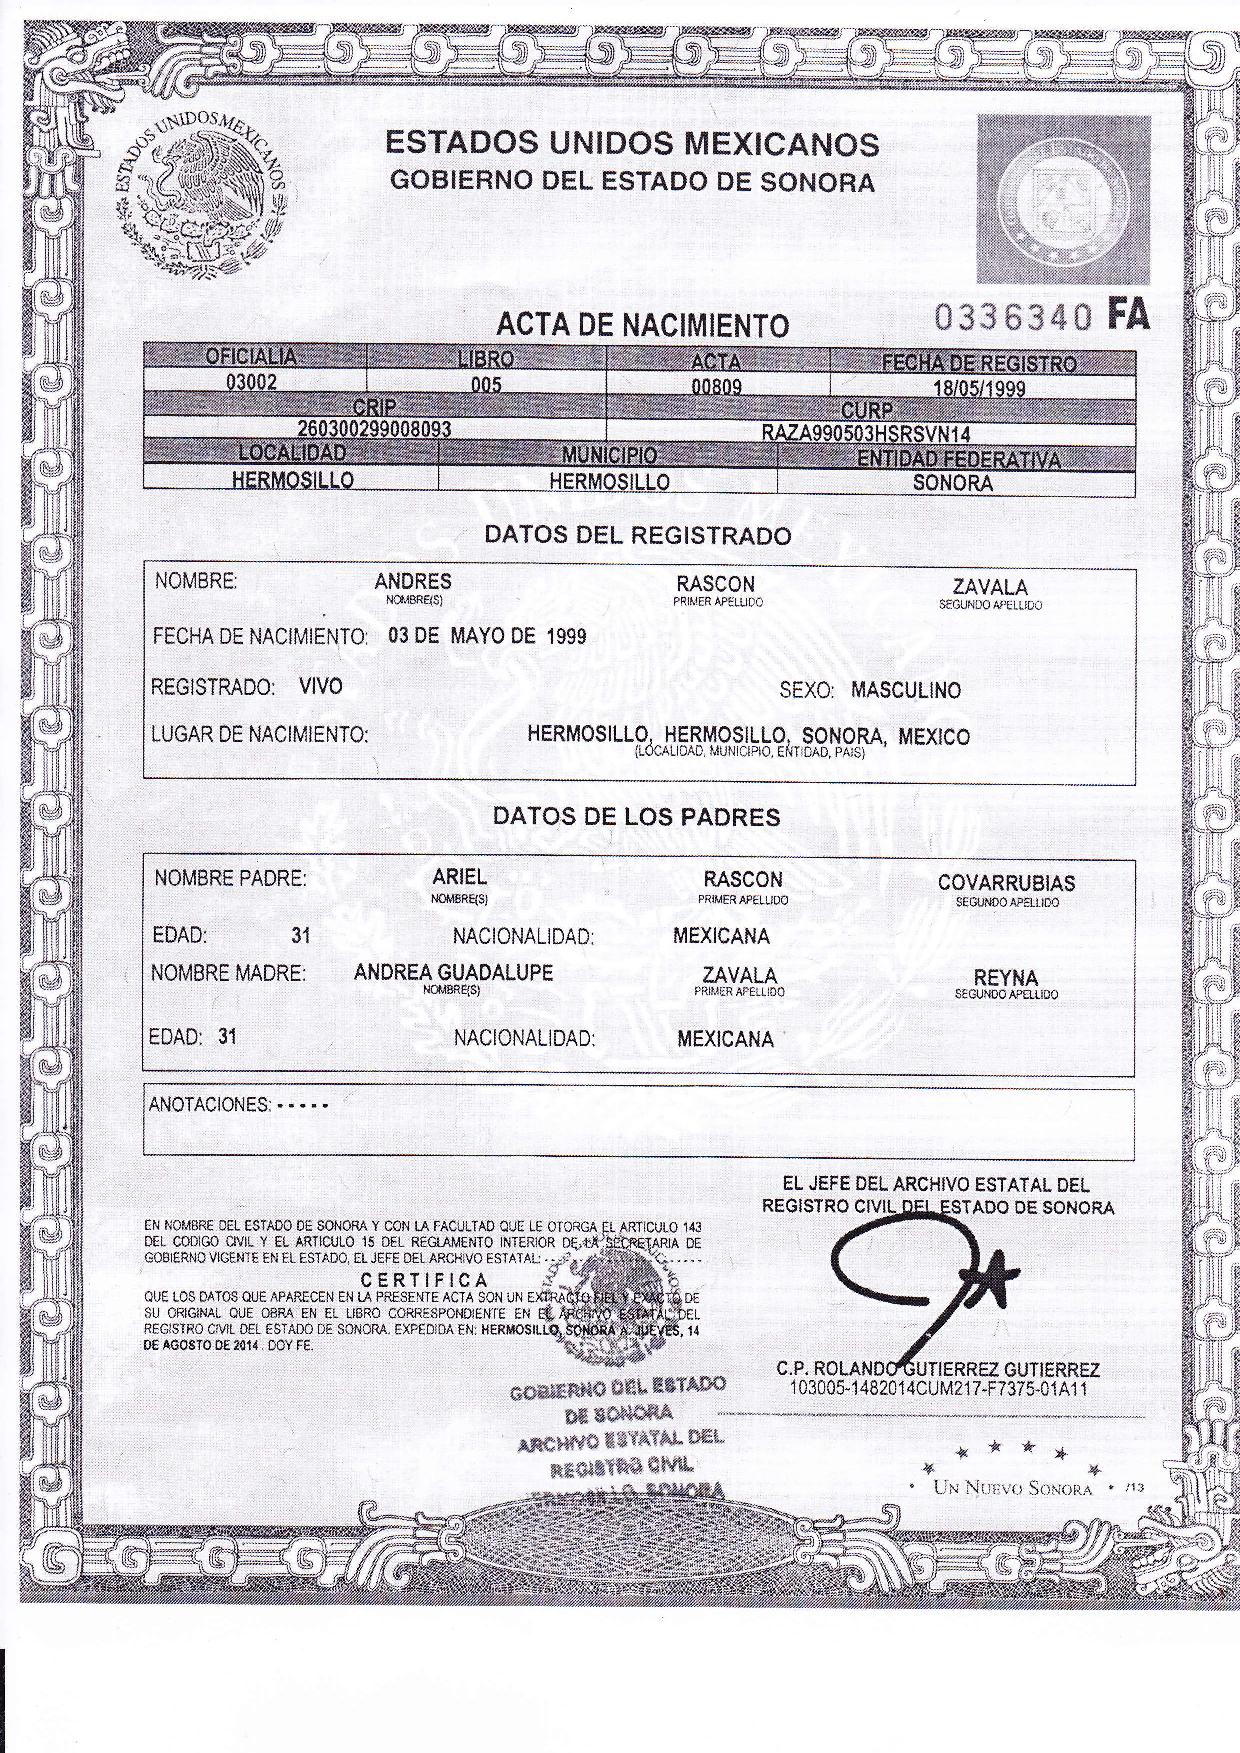 ESTADOS UNIDOS MEXICANOS
ESTADOS UNIDOS MEXICANOS
GOBIERNO DEL ESTADO DE SONORA
0336340 FA
ACTA DE NACIMIENTO
OFICIALIA LIBRO ACTA FECHA DE REGISTRO
03002 005 00809 18/05/1999
CRIP CURP
260300299008093 RAZA990503HSRSVN14
LOCALIDAD MUNICIPIO ENTIDAD FEDERATIVA
HERMOSILLO HERMOSILLO SONORA
DATOS DEL REGISTRADO
NOMBRE: ANDRES RASCON ZAVALA
NOMBRE(S) PRIMER APELLIDO SEGUNDO APELLIDO
FECHA DE NACIMIENTO: 03 DE MAYO DE 1999
REGISTRADO: VIVO SEXO: MASCULINO
LUGAR DE NACIMIENTO: HERMOSILLO, HERMOSILLO, SONORA, MEXICO
(LOCALIDAD, MUNICIPIO, ENTIDAD, PAIS)
DATOS DE LOS PADRES
NOMBRE PADRE: ARIEL RASCON COVARRUBIAS
NOMBRE(S) PRIMER APELLIDO SEGUNDO APELLIDO
EDAD: 31 NACIONALIDAD: MEXICANA
NOMBRE MADRE: ANDREA GUADALUPE ZAVALA REYNA
NOMBRE(S) PRIMER APELLIDO SEGUNDO APELLIDO
EDAD: 31 NACIONALIDAD: MEXICANA
ANOTACIONES: - - - - -
EL JEFE DEL ARCHIVO ESTATAL DEL
REGISTRO CIVIL DEL ESTADO DE SONORA
EN NOMBRE DEL ESTADO DE SONORA Y CON LA FACULTAD QUE LE OTORGA EL ARTICULO 143
DEL CODIGO CIVIL Y EL ARTICULO 15 DEL REGLAMENTO INTERIOR DE LA SECRETARIA DE
GOBIERNO VIGENTE EN EL ESTADO, EL JEFE DEL ARCHIVO ESTATAL: - - - - - - - - - - - - - - - - - -
CERTIFICA
QUE LOS DATOS QUE APARECEN EN LA PRESENTE ACTA SON UN EXTRACTO FIEL Y EXACTO DE
SU ORIGINAL QUE OBRA EN EL LIBRO CORRESPONDIENTE EN EL ARCHIVO ESTATAL DEL
REGISTRO CIVIL DEL ESTADO DE SONORA. EXPEDIDA EN: HERMOSILLO, SONORA A JUEVES, 14
DE AGOSTO DE 2014 . DOY FE.
C.P. ROLANDO GUTIERREZ GUTIERREZ
103005-1482014CUM217-F7375-01A11
GOBIERNO DEL ESTADO
DE SONORA
ARCHIVO ESTATAL DEL
REGISTRO CIVIL
HERMOSILLO, SONORA
• UN NUEVO SONORA • /13